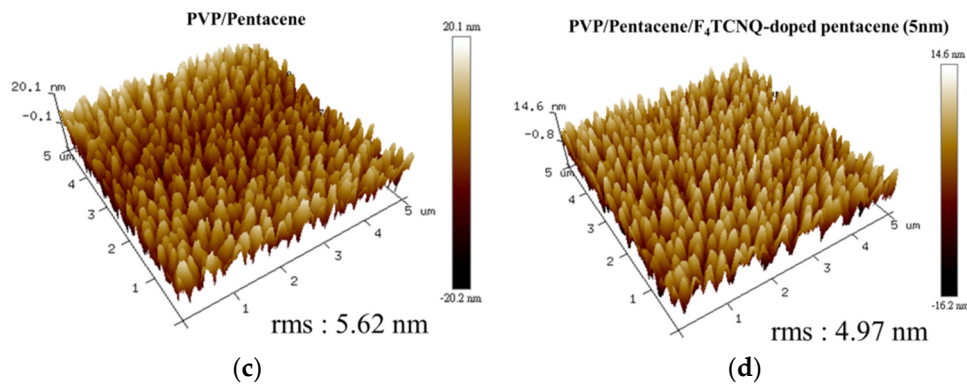 PVP/Pentacene
20.1 nm
20.1 nm
-0.1
5 um
4
3
2
1
1
2
3
4
5 um
-20.2 nm
rms : 5.62 nm
(c)
PVP/Pentacene/F₄TCNQ-doped pentacene (5nm)
14.6 nm
14.6 nm
-0.8
5 um
4
3
2
1
1
2
3
4
5 um
-16.2 nm
rms : 4.97 nm
(d)